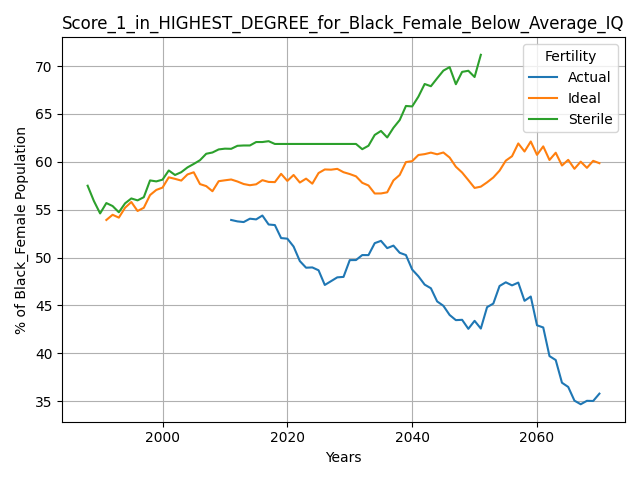 Score_1_in_HIGHEST_DEGREE_for_Black_Female_Below_Average_IQ
Fertility
Actual
Ideal
Sterile
% of Black_Female Population
70
65
60
55
50
45
40
35
2000
2020
2040
2060
Years